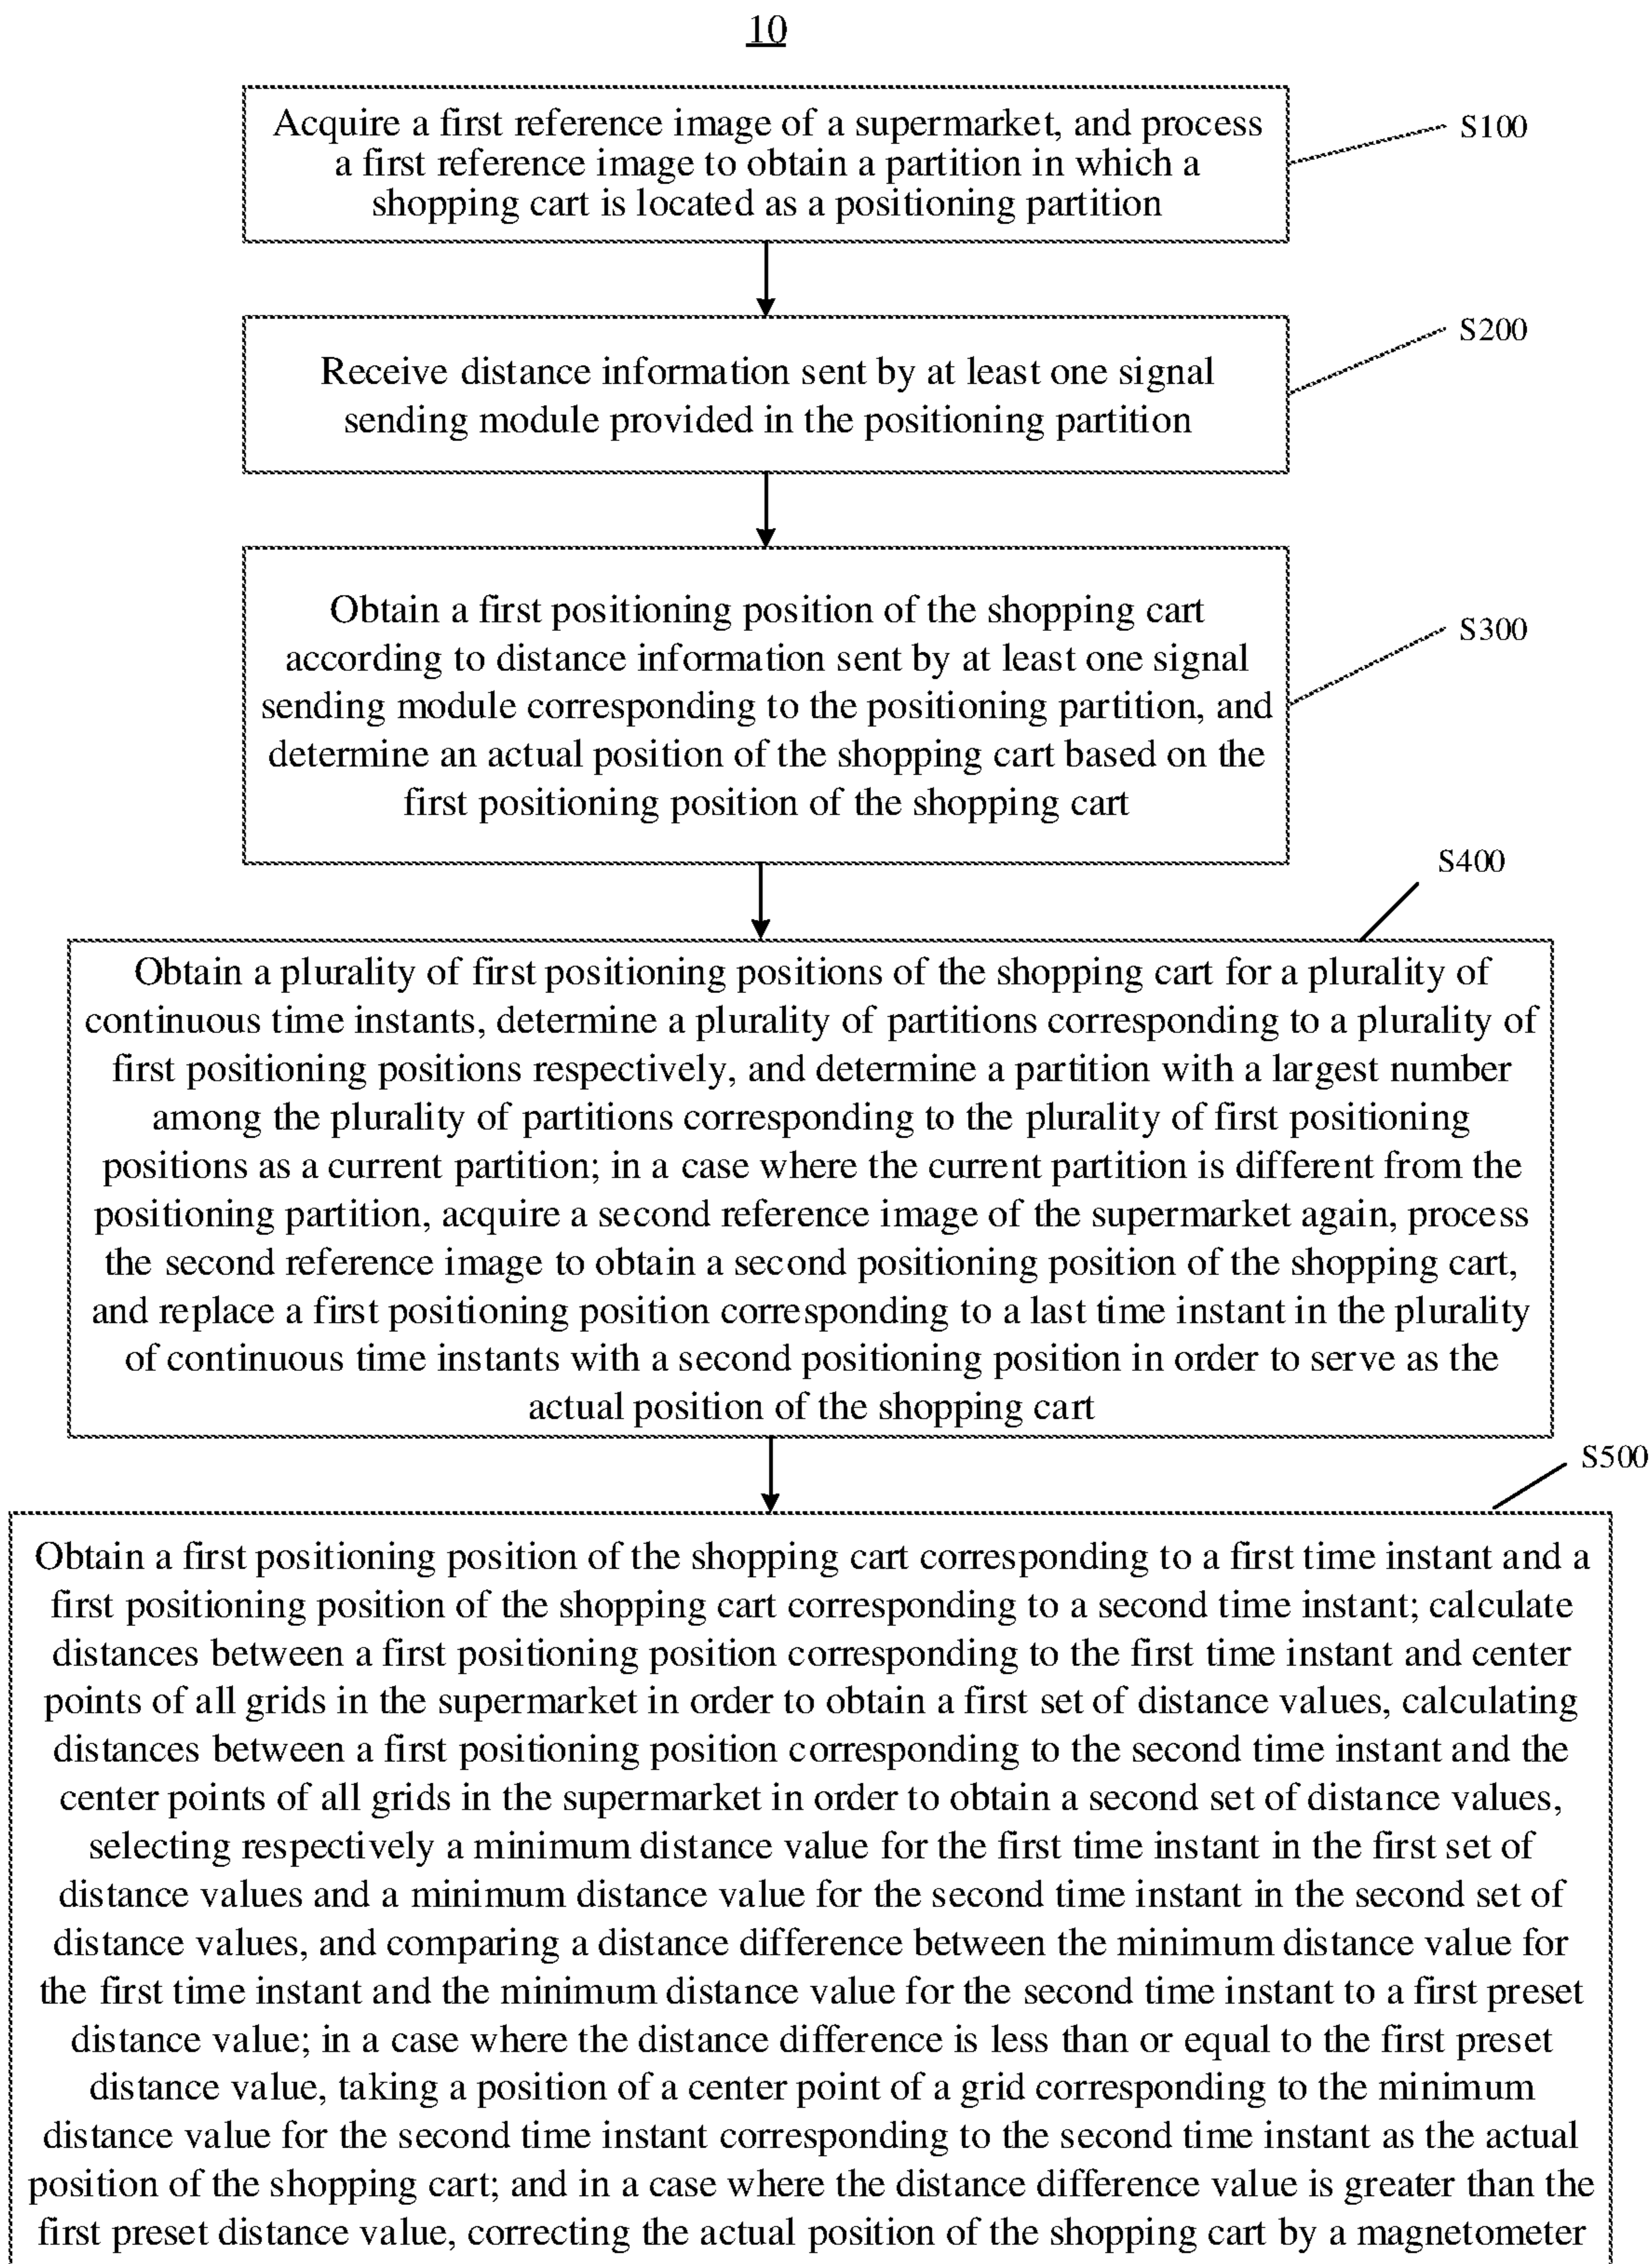 10
Acquire a first reference image of a supermarket, and process
a first reference image to obtain a partition in which a
shopping cart is located as a positioning partition
S100
Receive distance information sent by at least one signal
sending module provided in the positioning partition
S200
Obtain a first positioning position of the shopping cart
according to distance information sent by at least one signal
sending module corresponding to the positioning partition, and
determine an actual position of the shopping cart based on the
first positioning position of the shopping cart
S300
S400
Obtain a plurality of first positioning positions of the shopping cart for a plurality of
continuous time instants, determine a plurality of partitions corresponding to a plurality of
first positioning positions respectively, and determine a partition with a largest number
among the plurality of partitions corresponding to the plurality of first positioning
positions as a current partition; in a case where the current partition is different from the
positioning partition, acquire a second reference image of the supermarket again, process
the second reference image to obtain a second positioning position of the shopping cart,
and replace a first positioning position corresponding to a last time instant in the plurality
of continuous time instants with a second positioning position in order to serve as the
actual position of the shopping cart
S500
Obtain a first positioning position of the shopping cart corresponding to a first time instant and a
first positioning position of the shopping cart corresponding to a second time instant; calculate
distances between a first positioning position corresponding to the first time instant and center
points of all grids in the supermarket in order to obtain a first set of distance values, calculating
distances between a first positioning position corresponding to the second time instant and the
center points of all grids in the supermarket in order to obtain a second set of distance values,
selecting respectively a minimum distance value for the first time instant in the first set of
distance values and a minimum distance value for the second time instant in the second set of
distance values, and comparing a distance difference between the minimum distance value for
the first time instant and the minimum distance value for the second time instant to a first preset
distance value; in a case where the distance difference is less than or equal to the first preset
distance value, taking a position of a center point of a grid corresponding to the minimum
distance value for the second time instant corresponding to the second time instant as the actual
position of the shopping cart; and in a case where the distance difference value is greater than the
first preset distance value, correcting the actual position of the shopping cart by a magnetometer